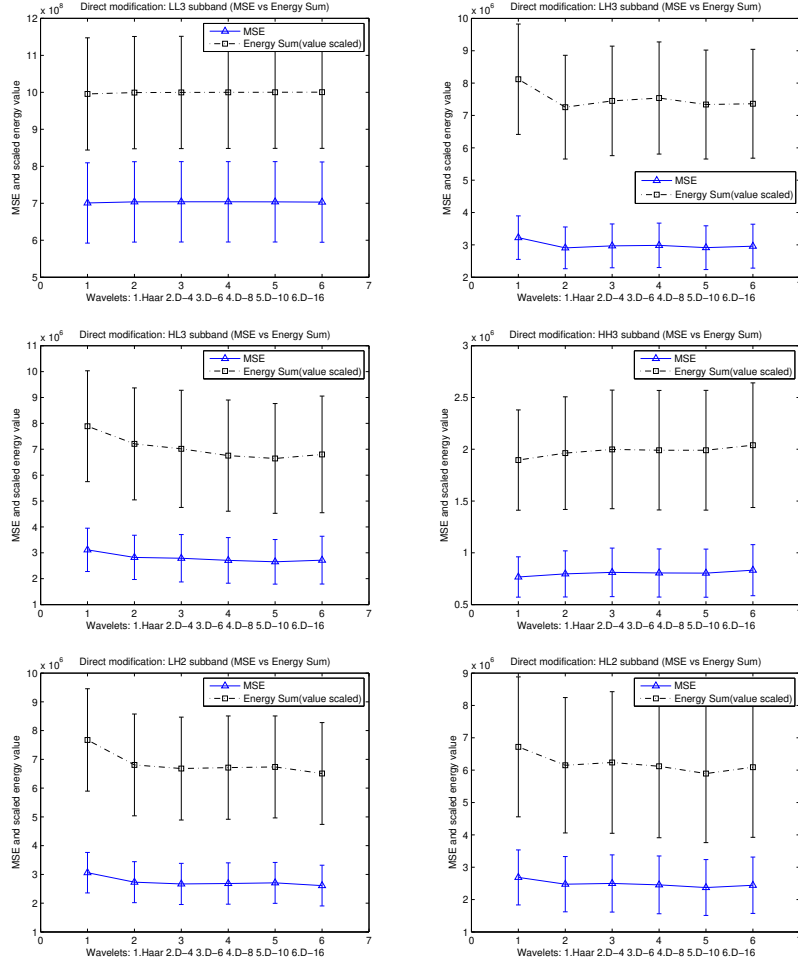 Direct modification: LL3 subband (MSE vs Energy Sum)
x 10^8
12
11
10
9
8
7
6
5
0 1 2 3 4 5 6 7
MSE and scaled energy value
Wavelets: 1.Haar 2.D−4 3.D−6 4.D−8 5.D−10 6.D−16
MSE
Energy Sum(value scaled)
Direct modification: LH3 subband (MSE vs Energy Sum)
x 10^6
10
9
8
7
6
5
4
3
2
0 1 2 3 4 5 6 7
MSE and scaled energy value
Wavelets: 1.Haar 2.D−4 3.D−6 4.D−8 5.D−10 6.D−16
MSE
Energy Sum(value scaled)
Direct modification: HL3 subband (MSE vs Energy Sum)
x 10^6
11
10
9
8
7
6
5
4
3
2
1
0 1 2 3 4 5 6 7
MSE and scaled energy value
Wavelets: 1.Haar 2.D−4 3.D−6 4.D−8 5.D−10 6.D−16
MSE
Energy Sum(value scaled)
Direct modification: HH3 subband (MSE vs Energy Sum)
x 10^6
3
2.5
2
1.5
1
0.5
0 1 2 3 4 5 6 7
MSE and scaled energy value
Wavelets: 1.Haar 2.D−4 3.D−6 4.D−8 5.D−10 6.D−16
MSE
Energy Sum(value scaled)
Direct modification: LH2 subband (MSE vs Energy Sum)
x 10^6
10
9
8
7
6
5
4
3
2
1
0 1 2 3 4 5 6 7
MSE and scaled energy value
Wavelets: 1.Haar 2.D−4 3.D−6 4.D−8 5.D−10 6.D−16
MSE
Energy Sum(value scaled)
Direct modification: HL2 subband (MSE vs Energy Sum)
x 10^6
9
8
7
6
5
4
3
2
1
0 1 2 3 4 5 6 7
MSE and scaled energy value
Wavelets: 1.Haar 2.D−4 3.D−6 4.D−8 5.D−10 6.D−16
MSE
Energy Sum(value scaled)